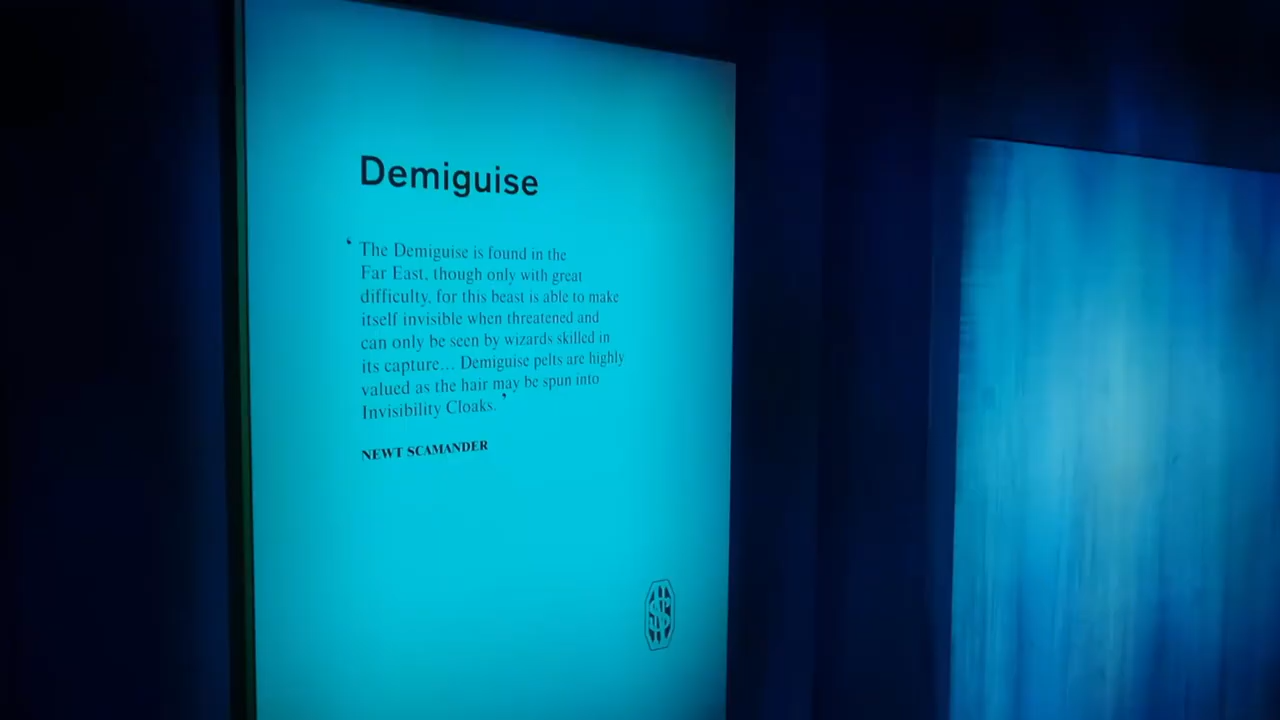 Demiguise
‘ The Demiguise is found in the
Far East, though only with great
difficulty, for this beast is able to make
itself invisible when threatened and
can only be seen by wizards skilled in
its capture... Demiguise pelts are highly
valued as the hair may be spun into
Invisibility Cloaks. ’
NEWT SCAMANDER